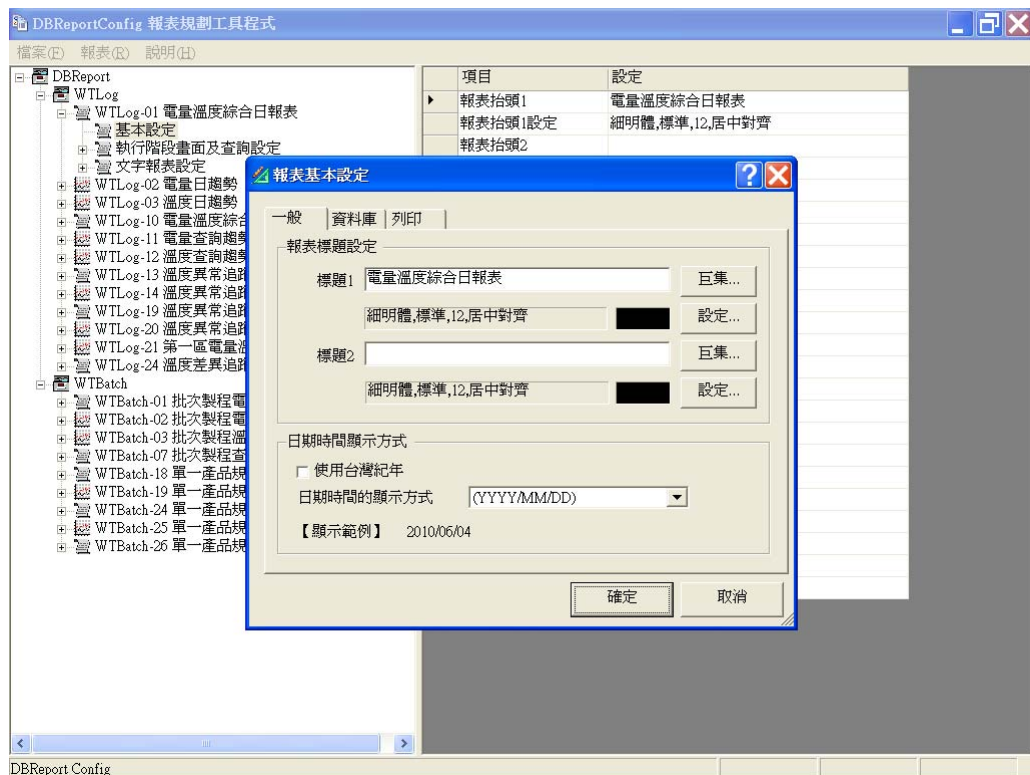 DBReportConfig 報表規劃工具程式
檔案(F) 報表(R) 說明(H)
DBReport
WTLog
WTLog-01 電量溫度綜合日報表
基本設定
執行階段畫面及查詢設定
文字報表設定
WTLog-02 電量日趨勢
WTLog-03 溫度日趨勢
WTLog-10 電量溫度綜合
WTLog-11 電量查詢趨勢
WTLog-12 溫度查詢趨勢
WTLog-13 溫度異常追蹤
WTLog-14 溫度異常追蹤
WTLog-19 溫度異常追蹤
WTLog-20 溫度異常追蹤
WTLog-21 第一區電量溫
WTLog-24 溫度差異追蹤
WTBatch
WTBatch-01 批次製程電
WTBatch-02 批次製程電
WTBatch-03 批次製程溫
WTBatch-07 批次製程查
WTBatch-18 單一產品規
WTBatch-19 單一產品規
WTBatch-24 單一產品規
WTBatch-25 單一產品規
WTBatch-26 單一產品規
項目 設定
報表抬頭1 電量溫度綜合日報表
報表抬頭1設定 細明體,標準,12,居中對齊
報表抬頭2
報表基本設定
一般 資料庫 列印
報表標題設定
標題1 電量溫度綜合日報表 巨集...
細明體,標準,12,居中對齊 設定...
標題2 巨集...
細明體,標準,12,居中對齊 設定...
日期時間顯示方式
使用台灣紀年
日期時間的顯示方式 (YYYY/MM/DD)
【顯示範例】 2010/06/04
確定 取消
DBReport Config